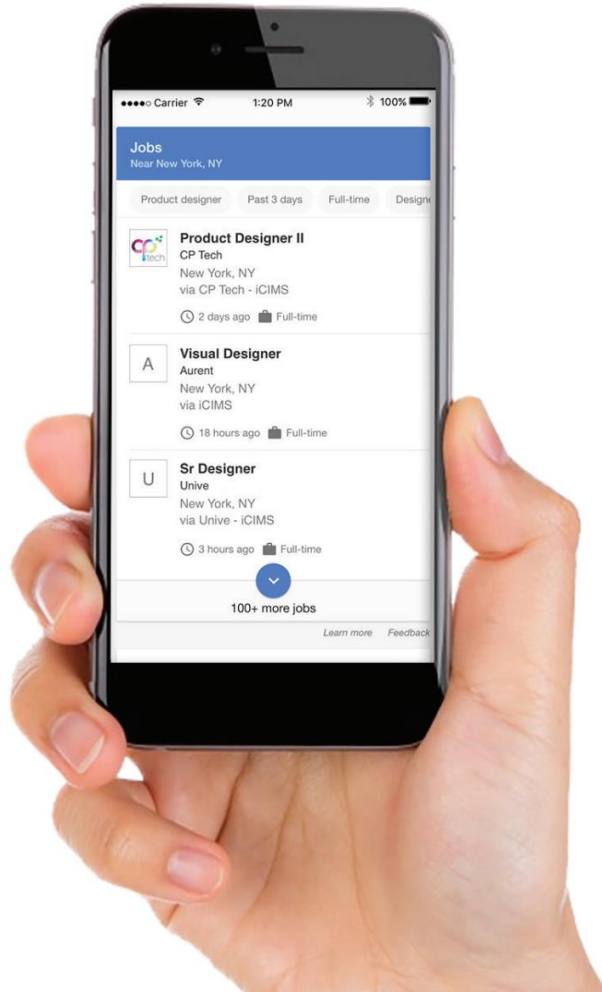 Carrier 1:20 PM 100%
Jobs
Near New York, NY
Product designer Past 3 days Full-time Designe
cp
tech
Product Designer II
CP Tech
New York, NY
via CP Tech - iCIMS
2 days ago Full-time
A
Visual Designer
Aurent
New York, NY
via iCIMS
18 hours ago Full-time
U
Sr Designer
Unive
New York, NY
via Unive - iCIMS
3 hours ago Full-time
100+ more jobs
Learn more Feedback